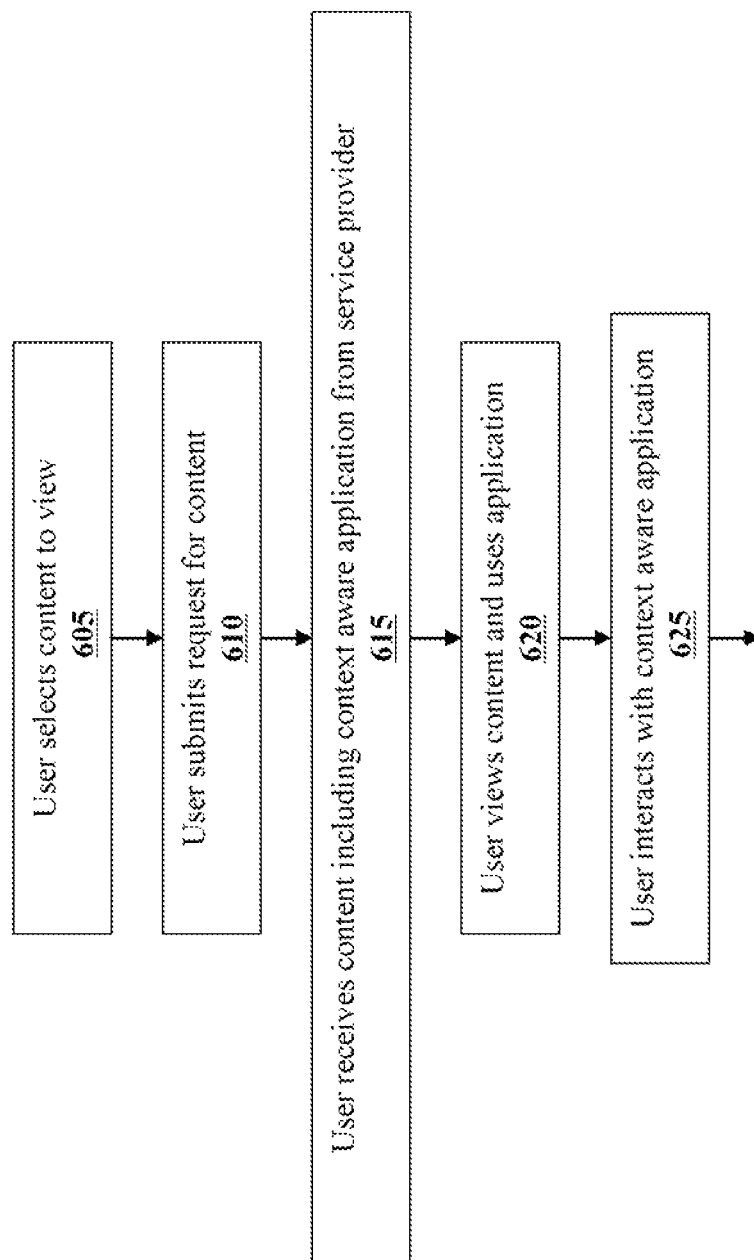 User selects content to view
605
User submits request for content
610
User receives content including context aware application from service provider
615
User views content and uses application
620
User interacts with context aware application
625